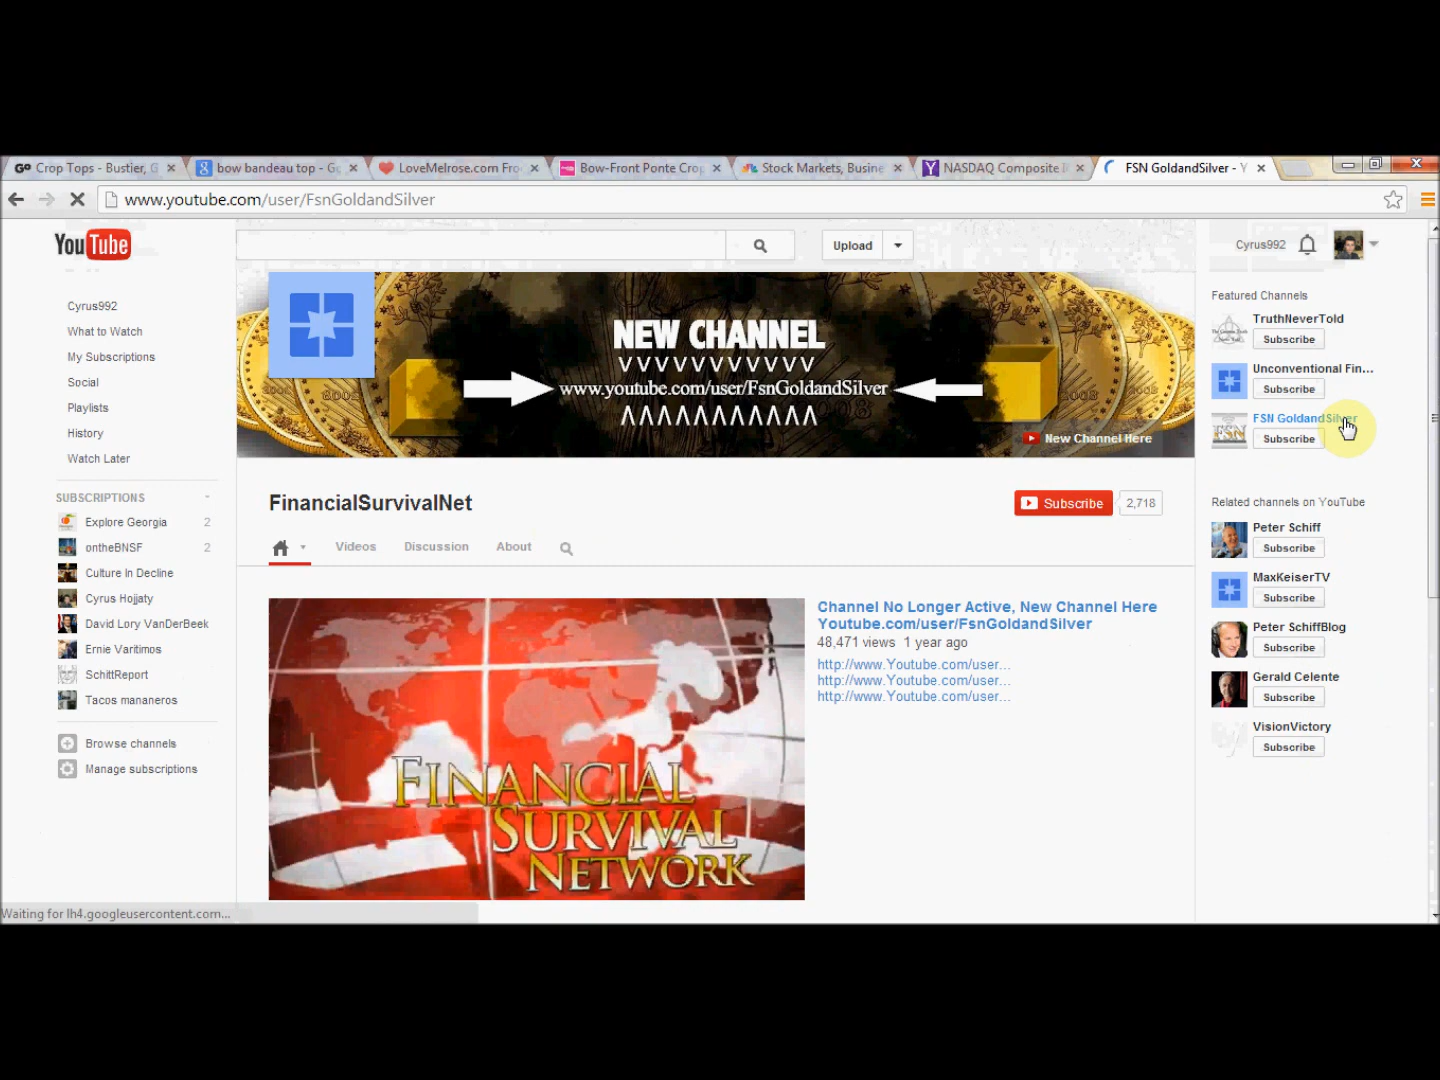 Crop Tops - Bustier, G
bow bandeau top - Go
LoveMelrose.com Fro
Bow-Front Ponte Crop
Stock Markets, Busine
NASDAQ Composite
FSN GoldandSilver - Y
www.youtube.com/user/FsnGoldandSilver
YouTube
Upload
Cyrus992
Cyrus992
What to Watch
My Subscriptions
Social
Playlists
History
Watch Later
SUBSCRIPTIONS
Explore Georgia 2
ontheBNSF 2
Culture In Decline
Cyrus Hojjaty
David Lory VanDerBeek
Ernie Varitimos
SchittReport
Tacos mananeros
Browse channels
Manage subscriptions
NEW CHANNEL
VVVVVVVVVVV
www.youtube.com/user/FsnGoldandSilver
ΛΛΛΛΛΛΛΛΛΛΛ
New Channel Here
FinancialSurvivalNet
Subscribe 2,718
Videos Discussion About
FINANCIAL
SURVIVAL
NETWORK
Channel No Longer Active, New Channel Here
Youtube.com/user/FsnGoldandSilver
48,471 views 1 year ago
http://www.Youtube.com/user...
http://www.Youtube.com/user...
http://www.Youtube.com/user...
Featured Channels
TruthNeverTold
Subscribe
Unconventional Fin...
Subscribe
FSN
FSN GoldandSilver
Subscribe
Related channels on YouTube
Peter Schiff
Subscribe
MaxKeiserTV
Subscribe
Peter SchiffBlog
Subscribe
Gerald Celente
Subscribe
VisionVictory
Subscribe
Waiting for lh4.googleusercontent.com...